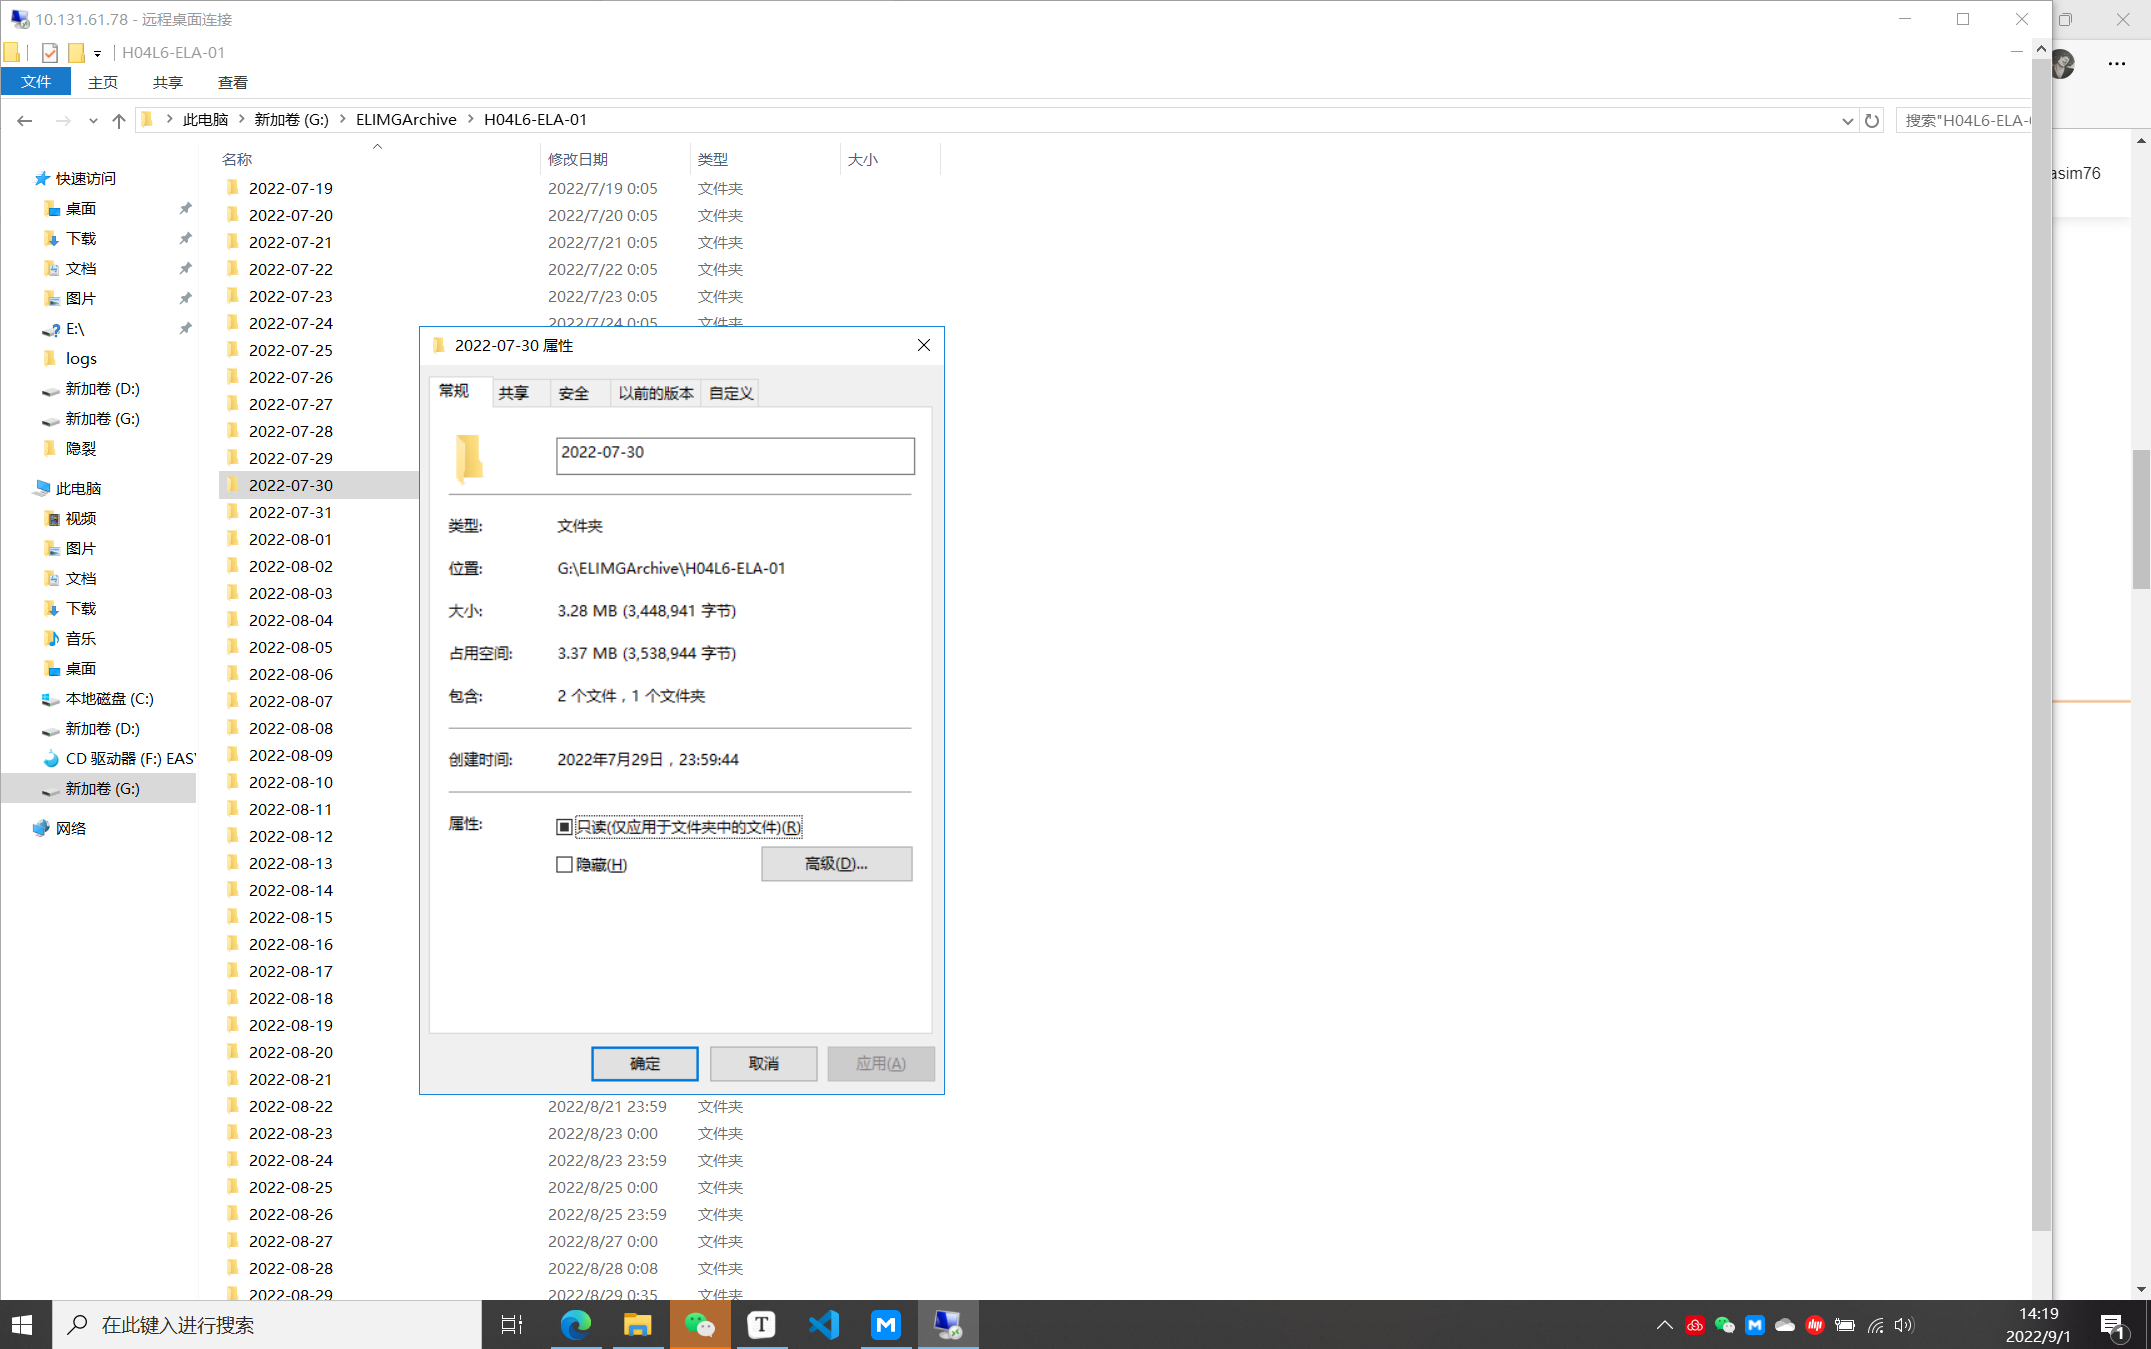 10.131.61.78 - 远程桌面连接
H04L6-ELA-01
文件 主页 共享 查看
此电脑 新加卷 (G:) ELIMGArchive H04L6-ELA-01
搜索"H04L6-ELA-
asim76
名称 修改日期 类型 大小
快速访问
桌面
下载
文档
图片
E:\
logs
新加卷 (D:)
新加卷 (G:)
隐裂
此电脑
视频
图片
文档
下载
音乐
桌面
本地磁盘 (C:)
新加卷 (D:)
CD 驱动器 (F:) EAS
新加卷 (G:)
网络
2022-07-19 2022/7/19 0:05 文件夹
2022-07-20 2022/7/20 0:05 文件夹
2022-07-21 2022/7/21 0:05 文件夹
2022-07-22 2022/7/22 0:05 文件夹
2022-07-23 2022/7/23 0:05 文件夹
2022-07-24 2022/7/24 0:05 文件夹
2022-07-25
2022-07-26
2022-07-27
2022-07-28
2022-07-29
2022-07-30
2022-07-31
2022-08-01
2022-08-02
2022-08-03
2022-08-04
2022-08-05
2022-08-06
2022-08-07
2022-08-08
2022-08-09
2022-08-10
2022-08-11
2022-08-12
2022-08-13
2022-08-14
2022-08-15
2022-08-16
2022-08-17
2022-08-18
2022-08-19
2022-08-20
2022-08-21
2022-08-22 2022/8/21 23:59 文件夹
2022-08-23 2022/8/23 0:00 文件夹
2022-08-24 2022/8/23 23:59 文件夹
2022-08-25 2022/8/25 0:00 文件夹
2022-08-26 2022/8/25 23:59 文件夹
2022-08-27 2022/8/27 0:00 文件夹
2022-08-28 2022/8/28 0:08 文件夹
2022-08-29 2022/8/29 0:35 文件夹
2022-07-30 属性
常规 共享 安全 以前的版本 自定义
2022-07-30
类型: 文件夹
位置: G:\ELIMGArchive\H04L6-ELA-01
大小: 3.28 MB (3,448,941 字节)
占用空间: 3.37 MB (3,538,944 字节)
包含: 2 个文件，1 个文件夹
创建时间: 2022年7月29日，23:59:44
属性: 只读(仅应用于文件夹中的文件)(R)
隐藏(H) 高级(D)...
确定 取消 应用(A)
在此键入进行搜索
T
M
M
hip
14:19
2022/9/1
1